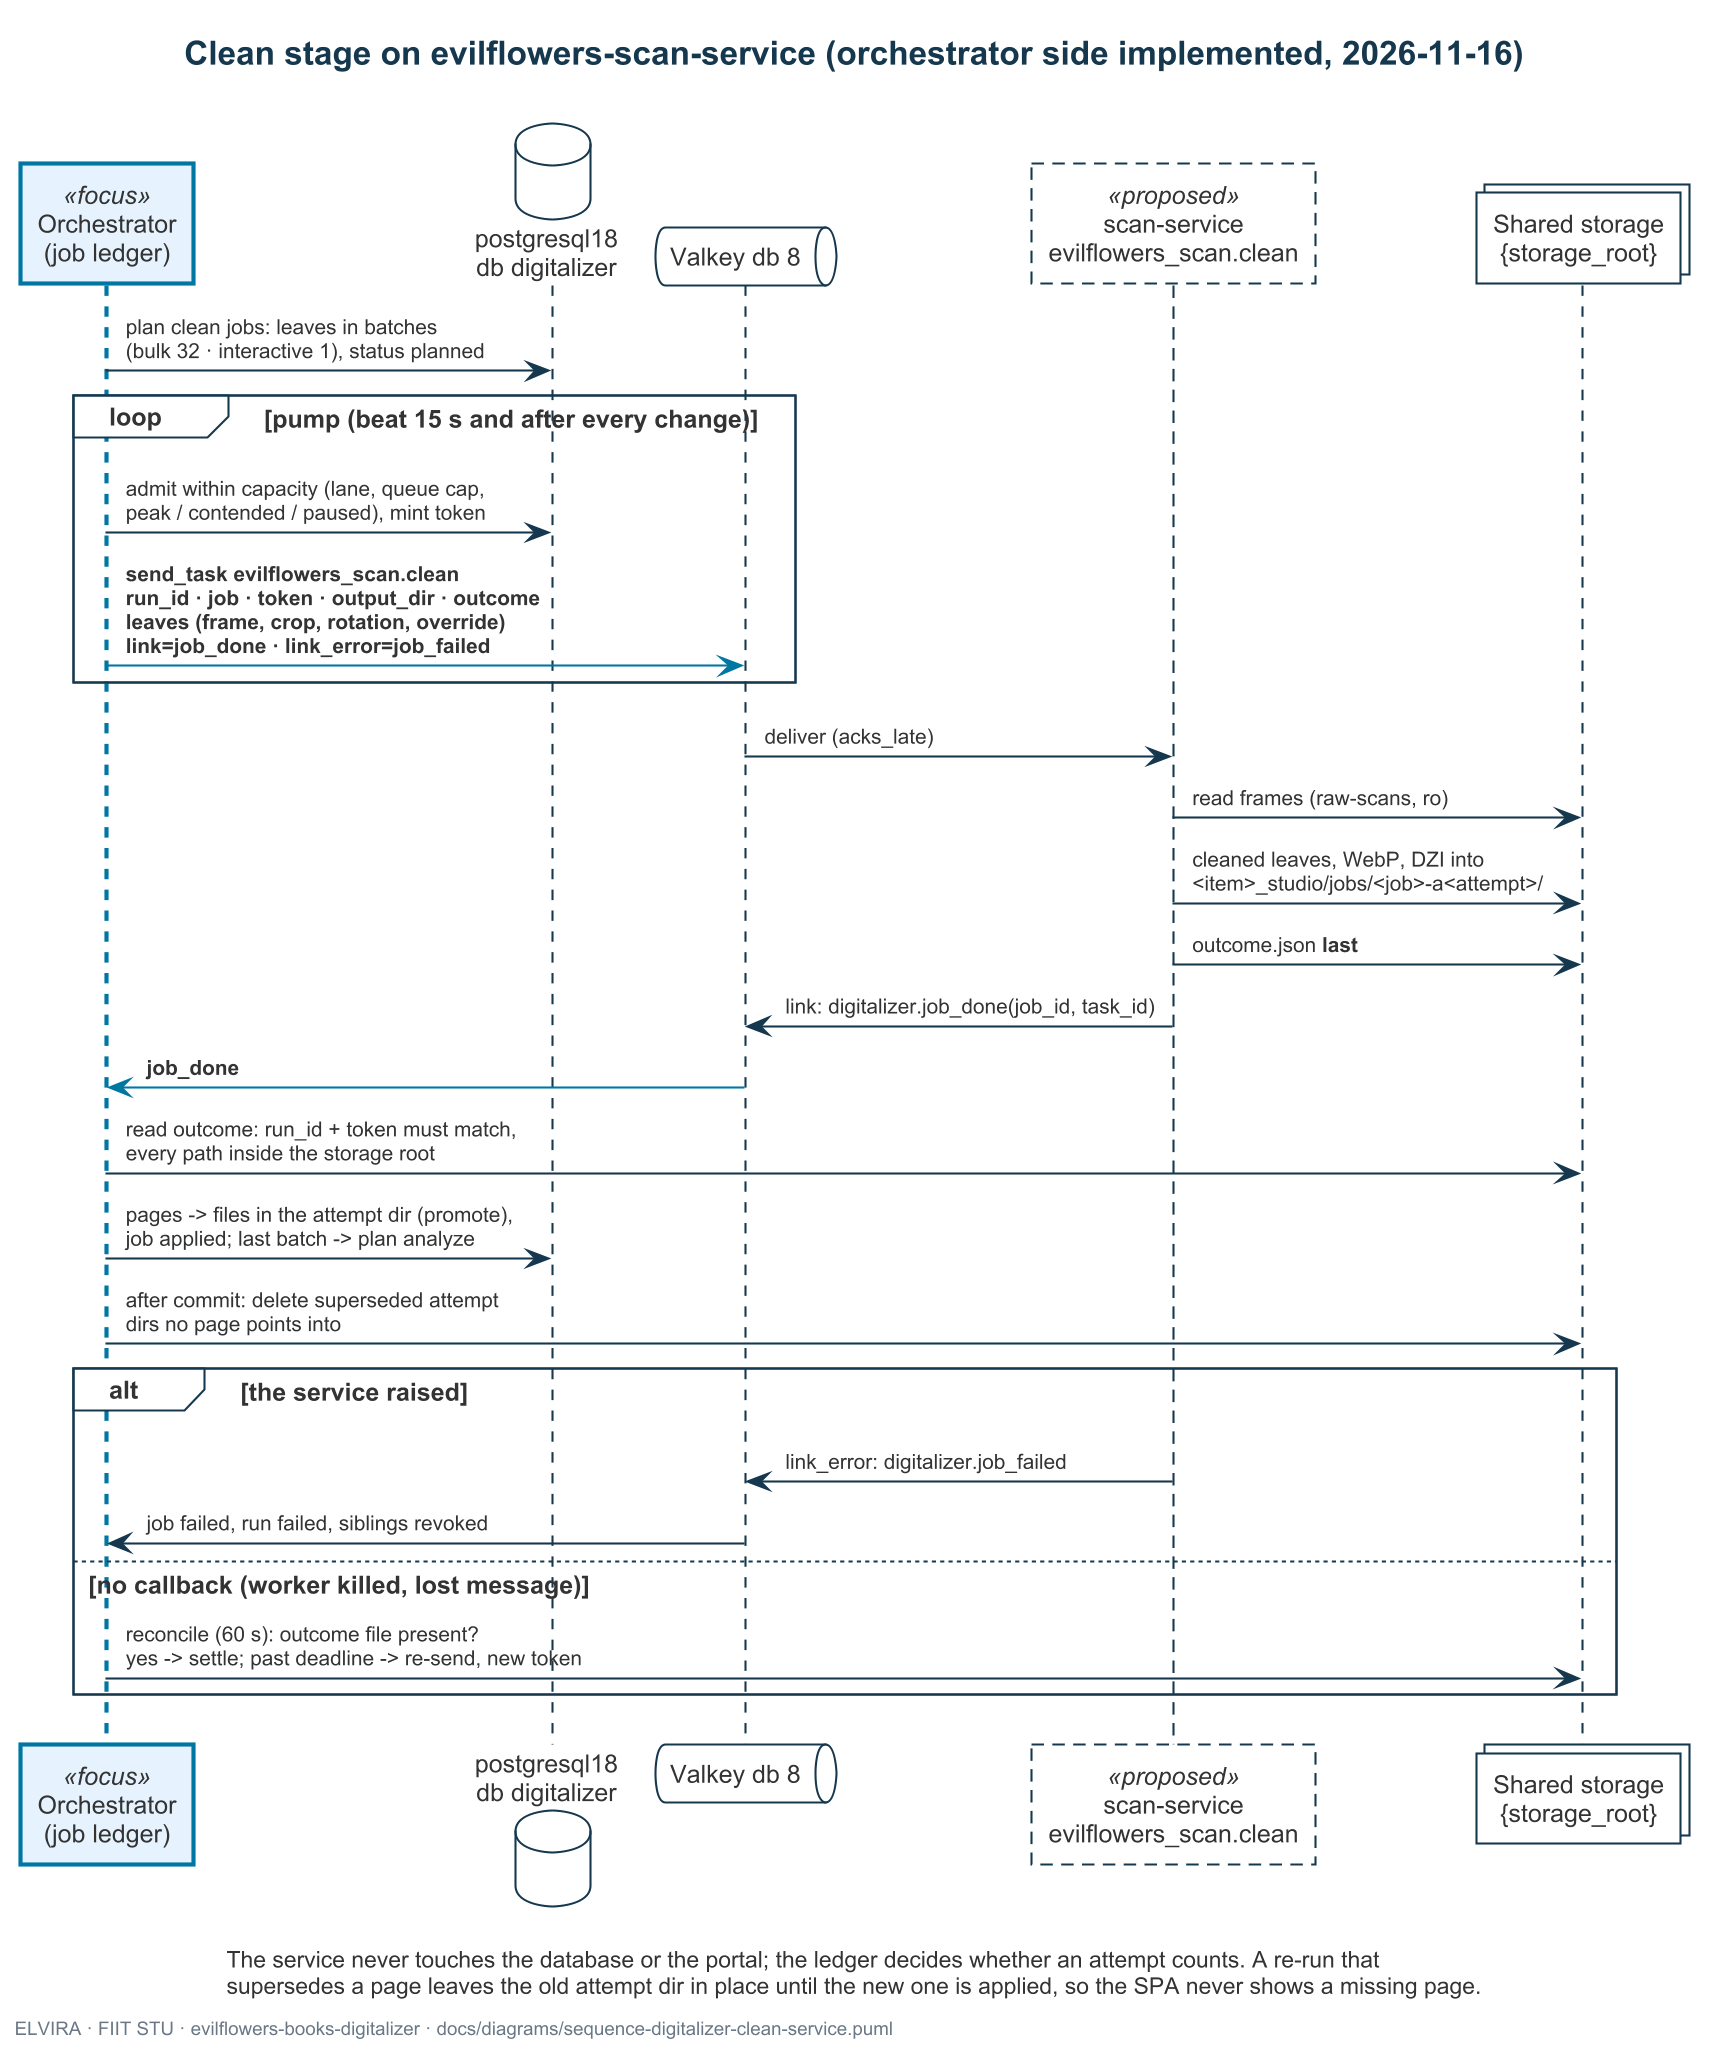 Clean stage on evilflowers-scan-service (orchestrator side implemented, 2026-11-16)
«focus»
Orchestrator
(job ledger)
postgresql18
db digitalizer
Valkey db 8
«proposed»
scan-service
evilflowers_scan.clean
Shared storage
{storage_root}
plan clean jobs: leaves in batches
(bulk 32 · interactive 1), status planned
loop
[pump (beat 15 s and after every change)]
admit within capacity (lane, queue cap,
peak / contended / paused), mint token
send_task evilflowers_scan.clean
run_id · job · token · output_dir · outcome
leaves (frame, crop, rotation, override)
link=job_done · link_error=job_failed
deliver (acks_late)
read frames (raw-scans, ro)
cleaned leaves, WebP, DZI into
<item>_studio/jobs/<job>-a<attempt>/
outcome.json last
link: digitalizer.job_done(job_id, task_id)
job_done
read outcome: run_id + token must match,
every path inside the storage root
pages -> files in the attempt dir (promote),
job applied; last batch -> plan analyze
after commit: delete superseded attempt
dirs no page points into
alt
[the service raised]
link_error: digitalizer.job_failed
job failed, run failed, siblings revoked
[no callback (worker killed, lost message)]
reconcile (60 s): outcome file present?
yes -> settle; past deadline -> re-send, new token
«focus»
Orchestrator
(job ledger)
postgresql18
db digitalizer
Valkey db 8
«proposed»
scan-service
evilflowers_scan.clean
Shared storage
{storage_root}
The service never touches the database or the portal; the ledger decides whether an attempt counts. A re-run that
supersedes a page leaves the old attempt dir in place until the new one is applied, so the SPA never shows a missing page.
ELVIRA · FIIT STU · evilflowers-books-digitalizer · docs/diagrams/sequence-digitalizer-clean-service.puml